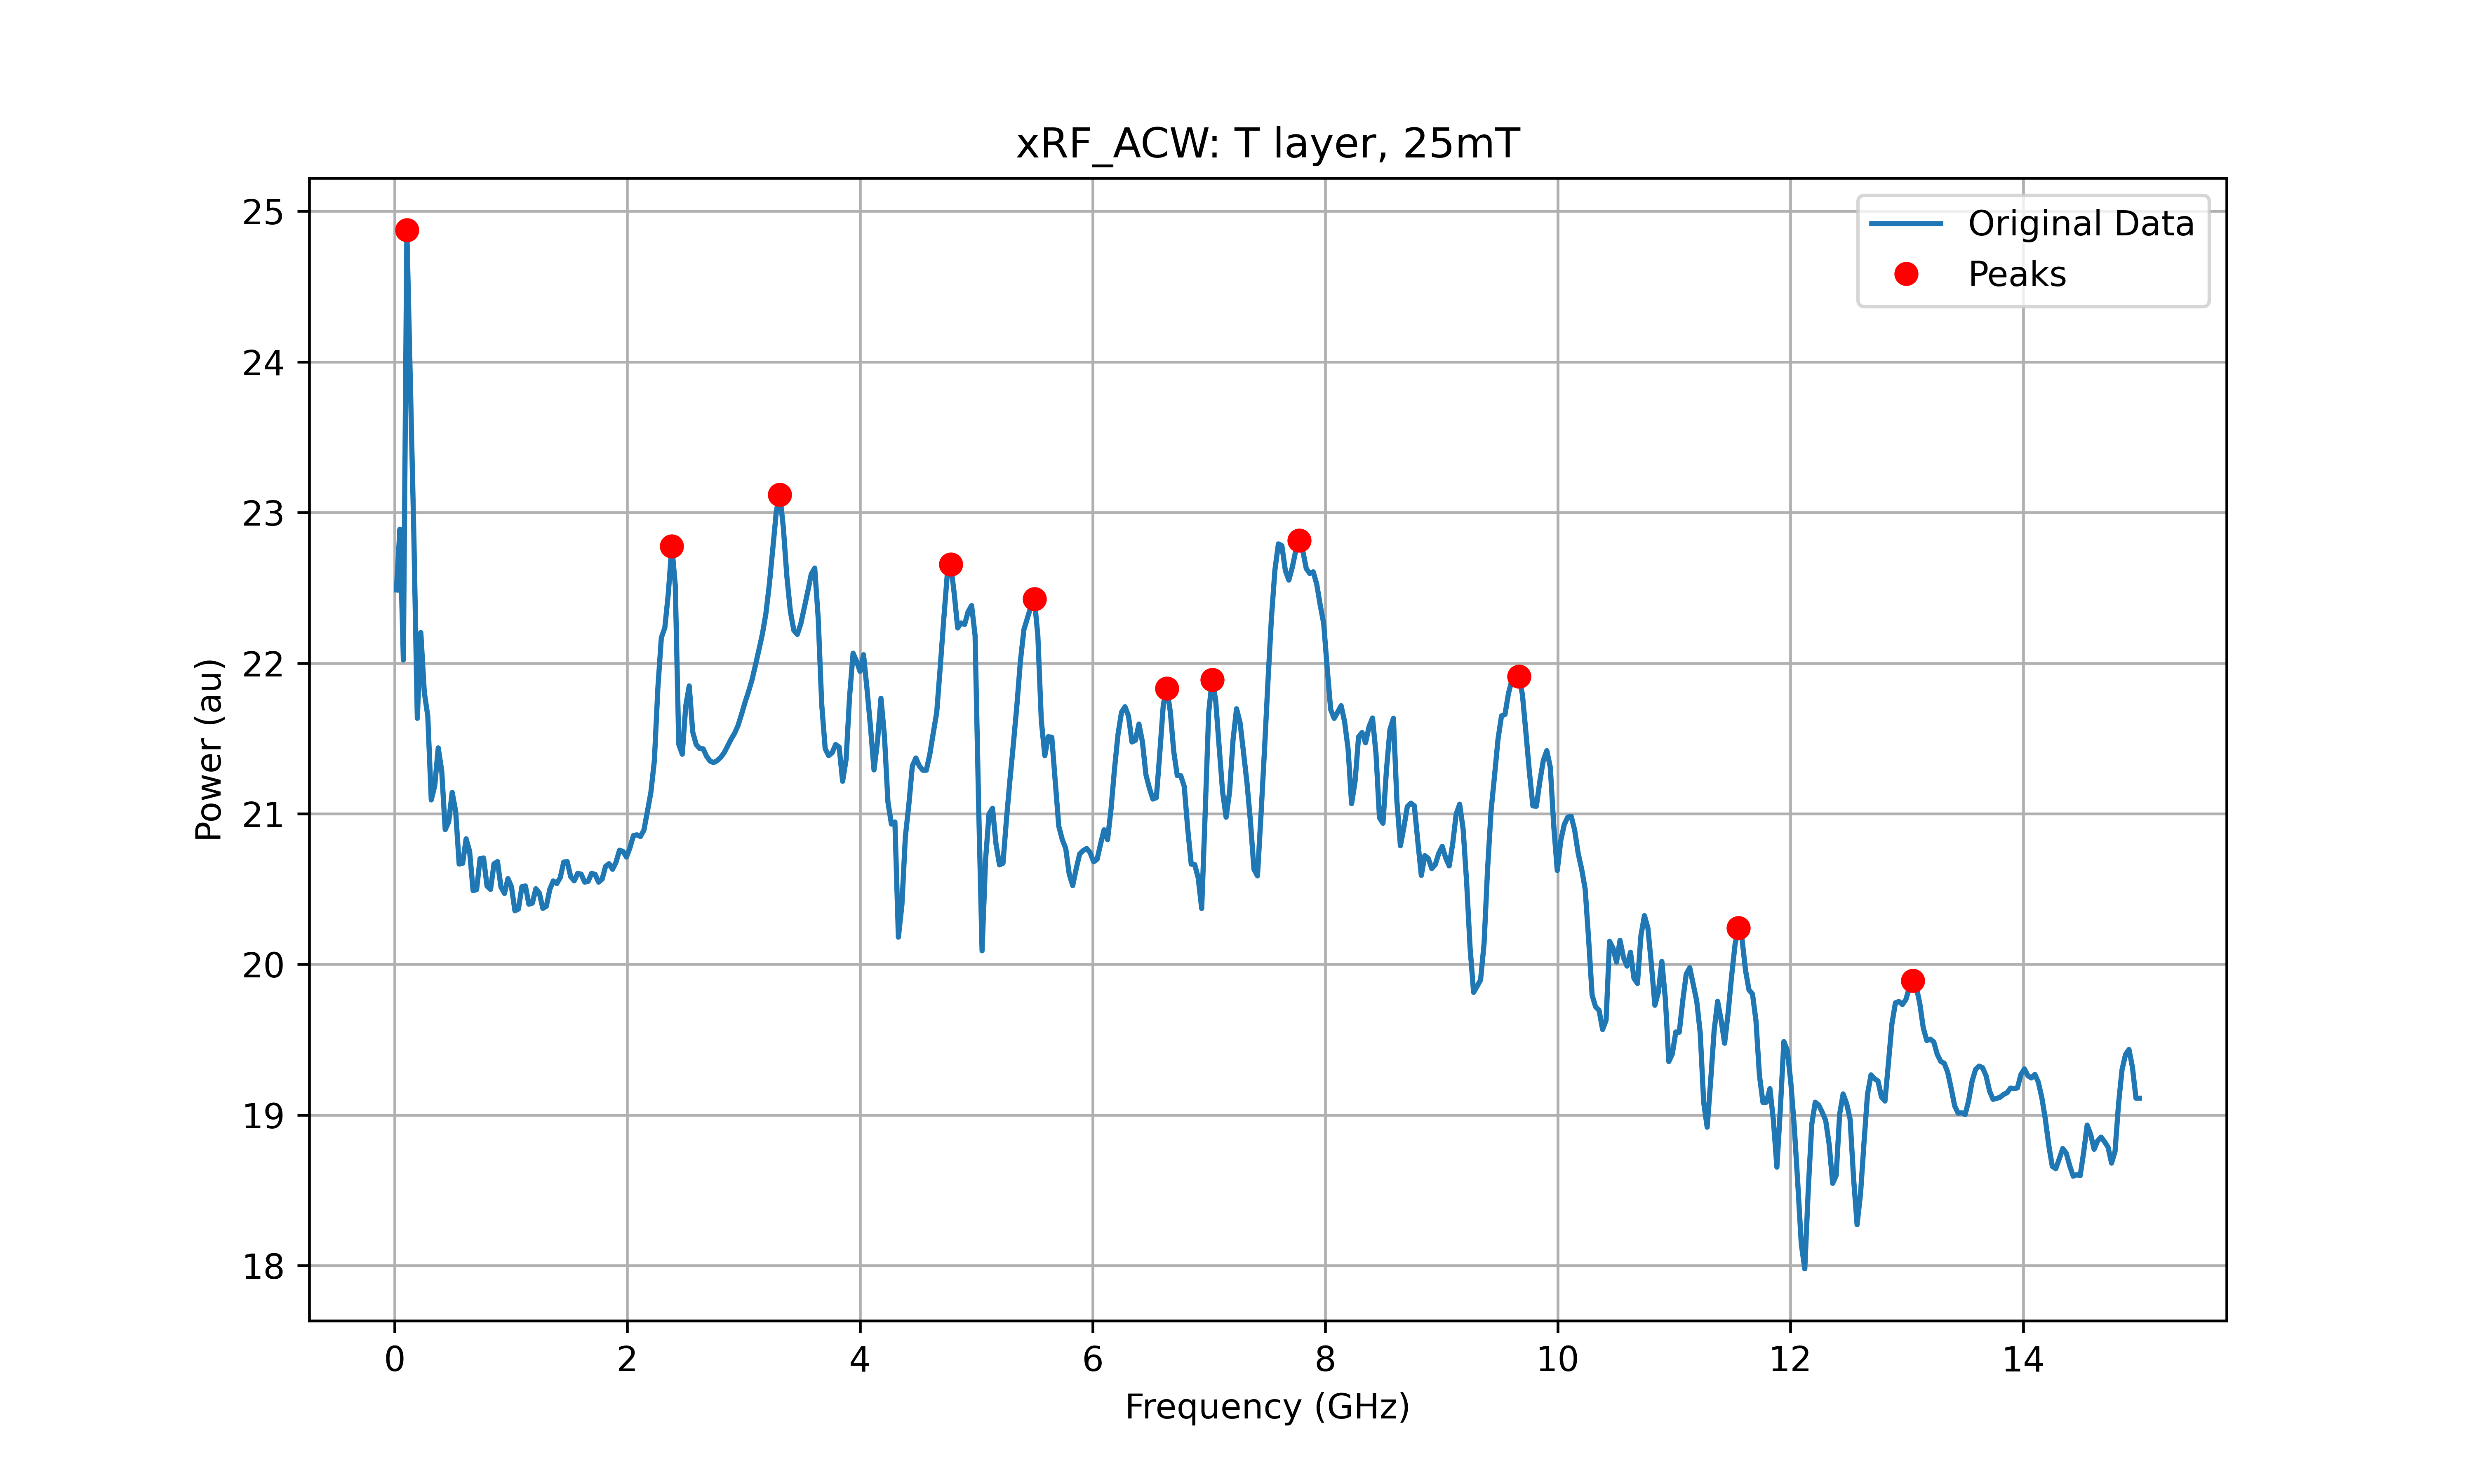 xRF_ACW: T layer, 25mT
Original Data
Peaks
25
24
23
22
21
20
19
18
Power (au)
0 2 4 6 8 10 12 14
Frequency (GHz)